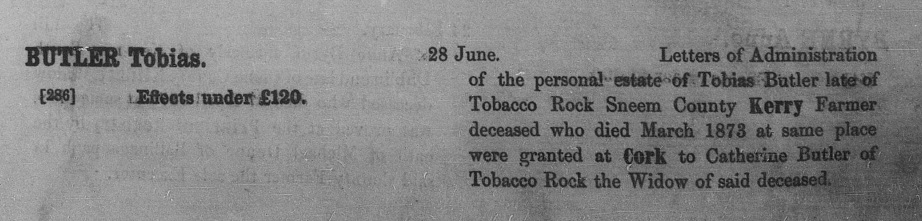 BUTLER Tobias.
[286] Effects under £120.
28 June. Letters of Administration
of the personal estate of Tobias Butler late of
Tobacco Rock Sneem County Kerry Farmer
deceased who died March 1873 at same place
were granted at Cork to Catherine Butler of
Tobacco Rock the Widow of said deceased.